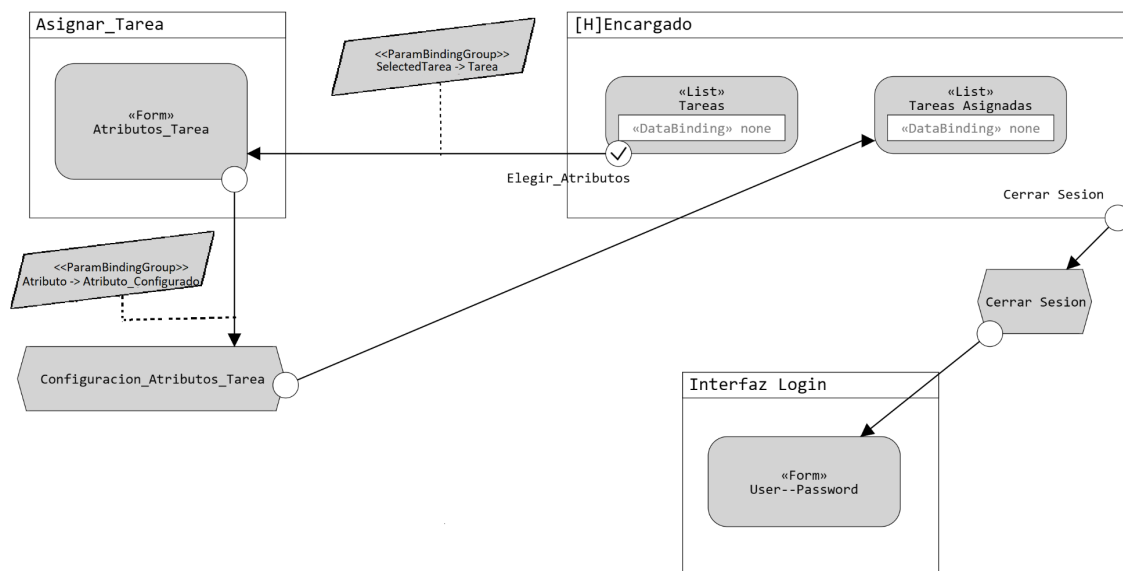 Asignar_Tarea
«Form»
Atributos_Tarea
<<ParamBindingGroup>>
SelectedTarea -> Tarea
[H]Encargado
«List»
Tareas
«DataBinding» none
«List»
Tareas Asignadas
«DataBinding» none
Elegir_Atributos
Cerrar Sesion
<<ParamBindingGroup>>
Atributo -> Atributo_Configurado
Cerrar Sesion
Configuracion_Atributos_Tarea
Interfaz Login
«Form»
User--Password